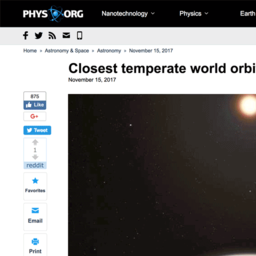 PHYS ORG
Nanotechnology
Physics
Earth
Home
Astronomy & Space
Astronomy
November 15, 2017
Closest temperate world orbi
November 15, 2017
875
Like
G+
Tweet
1
reddit
Favorites
Email
Print